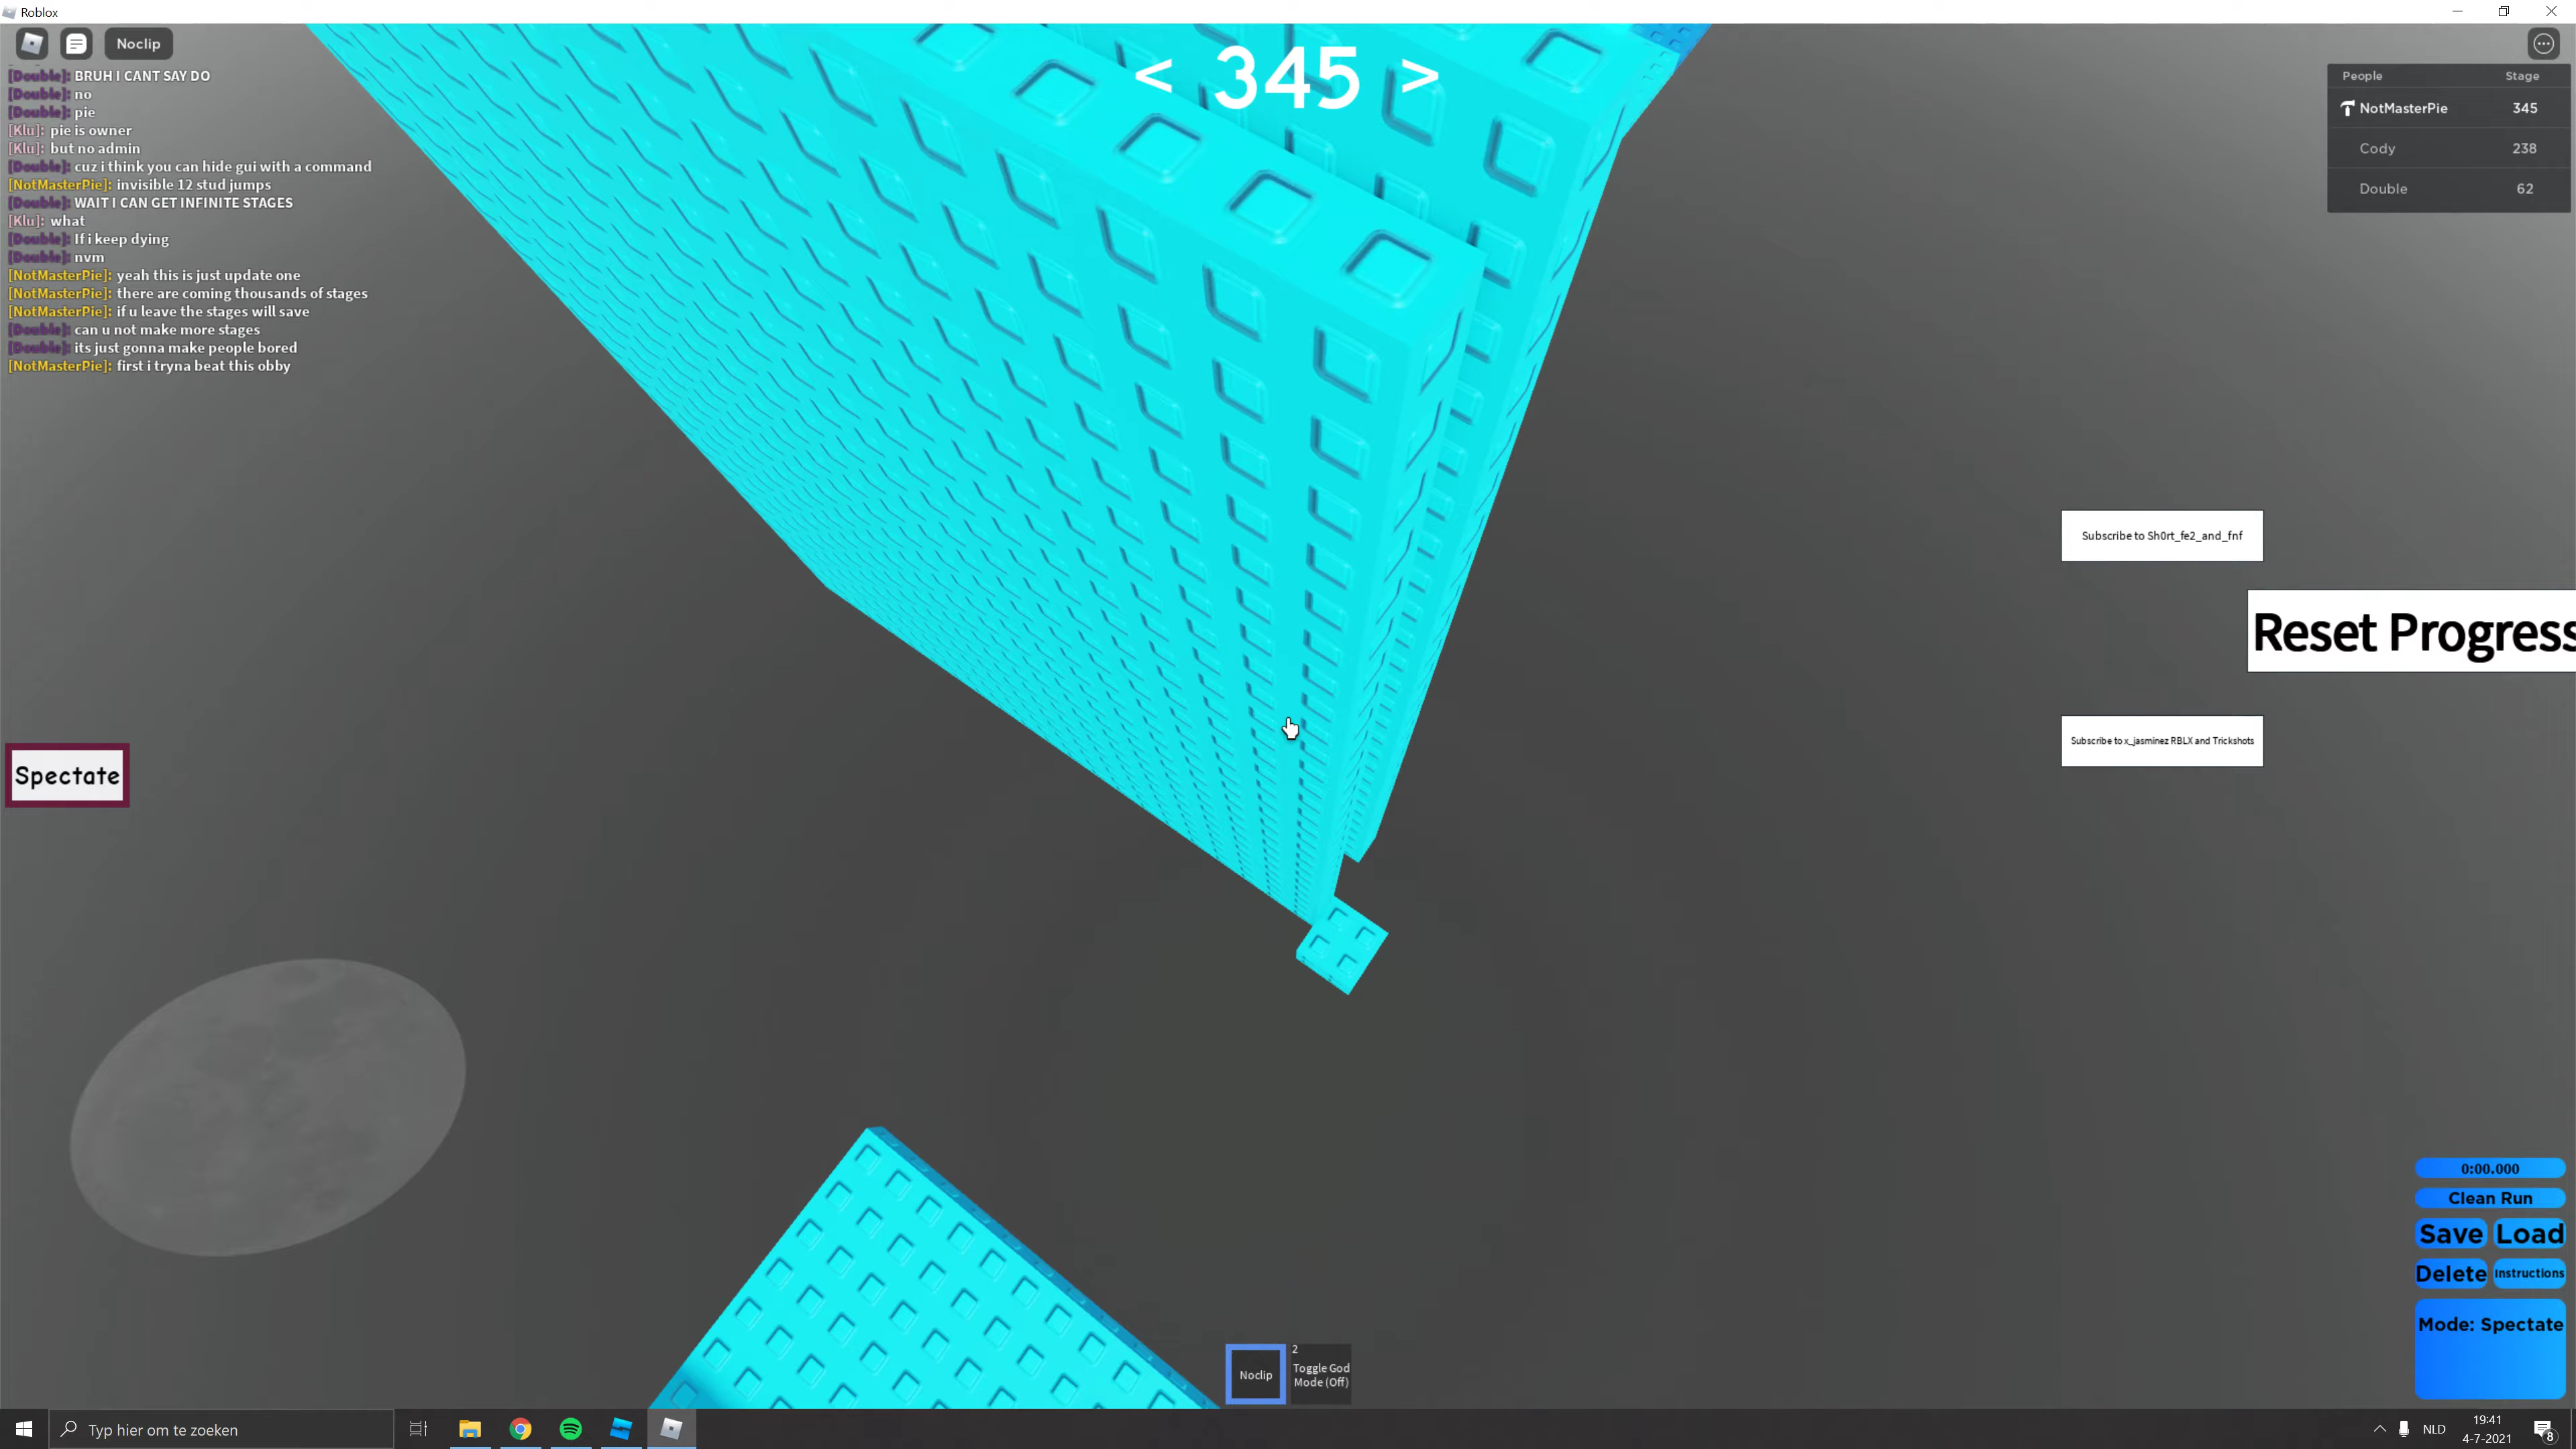 Roblox
Noclip
[Double]: BRUH I CANT SAY DO
[Double]: no
[Double]: pie
[Klu]: pie is owner
[Klu]: but no admin
[Double]: cuz i think you can hide gui with a command
[NotMasterPie]: invisible 12 stud jumps
[Double]: WAIT I CAN GET INFINITE STAGES
[Klu]: what
[Double]: If i keep dying
[Double]: nvm
[NotMasterPie]: yeah this is just update one
[NotMasterPie]: there are coming thousands of stages
[NotMasterPie]: if u leave the stages will save
[Double]: can u not make more stages
[Double]: its just gonna make people bored
[NotMasterPie]: first i tryna beat this obby
< 345 >
People Stage
NotMasterPie 345
Cody 238
Double 62
Subscribe to Sh0rt_fe2_and_fnf
Reset Progress
Subscribe to x_jasminez RBLX and Trickshots
Spectate
0:00.000
Clean Run
Save Load
Delete Instructions
Mode: Spectate
Noclip
2
Toggle God
Mode (Off)
Typ hier om te zoeken
NLD
19:41
4-7-2021
8